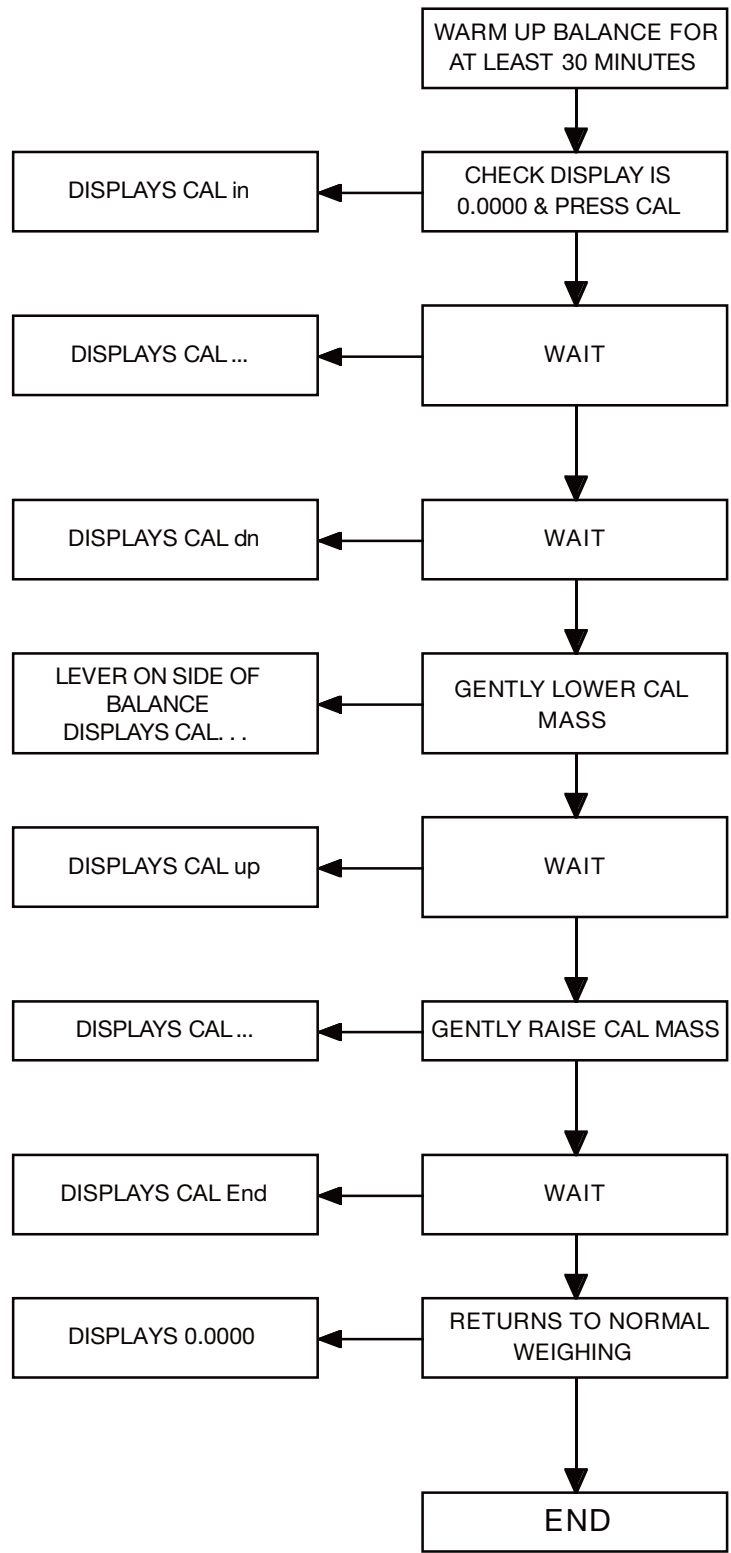 WARM UP BALANCE FOR
AT LEAST 30 MINUTES
CHECK DISPLAY IS
0.0000 & PRESS CAL
DISPLAYS CAL in
WAIT
DISPLAYS CAL ...
WAIT
DISPLAYS CAL dn
GENTLY LOWER CAL
MASS
LEVER ON SIDE OF
BALANCE
DISPLAYS CAL. . .
WAIT
DISPLAYS CAL up
GENTLY RAISE CAL MASS
DISPLAYS CAL ...
WAIT
DISPLAYS CAL End
RETURNS TO NORMAL
WEIGHING
DISPLAYS 0.0000
END